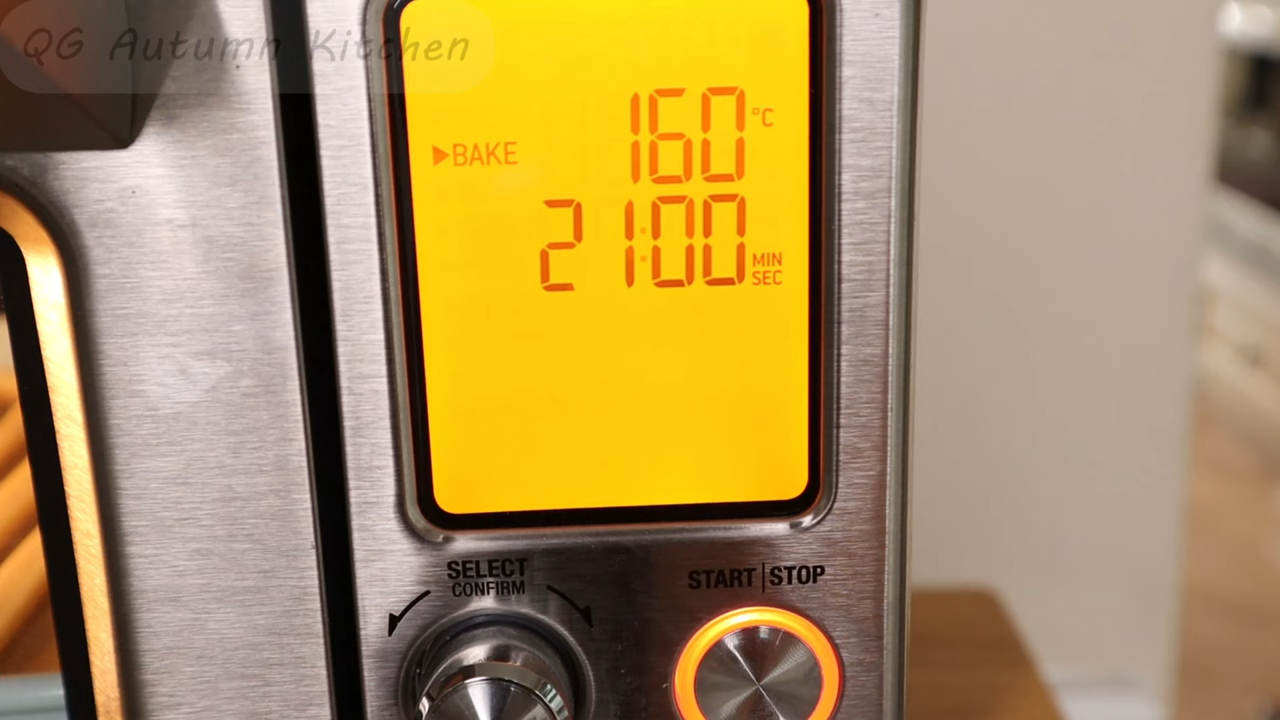 QG Autumn Kitchen
160 °C
▶BAKE
21:00 MIN
SEC
SELECT
CONFIRM
START|STOP